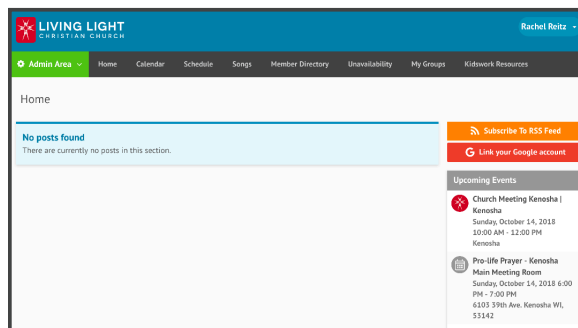 LIVING LIGHT
CHRISTIAN CHURCH
Rachel Reitz
Admin Area
Home
Calendar
Schedule
Songs
Member Directory
Unavailability
My Groups
Kidswork Resources
Home
No posts found
There are currently no posts in this section.
Subscribe To RSS Feed
G Link your Google account
Upcoming Events
Church Meeting Kenosha |
Kenosha
Sunday, October 14, 2018
10:00 AM - 12:00 PM
Kenosha
Pro-life Prayer - Kenosha
Main Meeting Room
Sunday, October 14, 2018 6:00
PM - 7:00 PM
6103 39th Ave. Kenosha WI,
53142